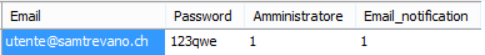 Email Password Amministratore Email_notification
utente@samtrevano.ch 123qwe 1 1